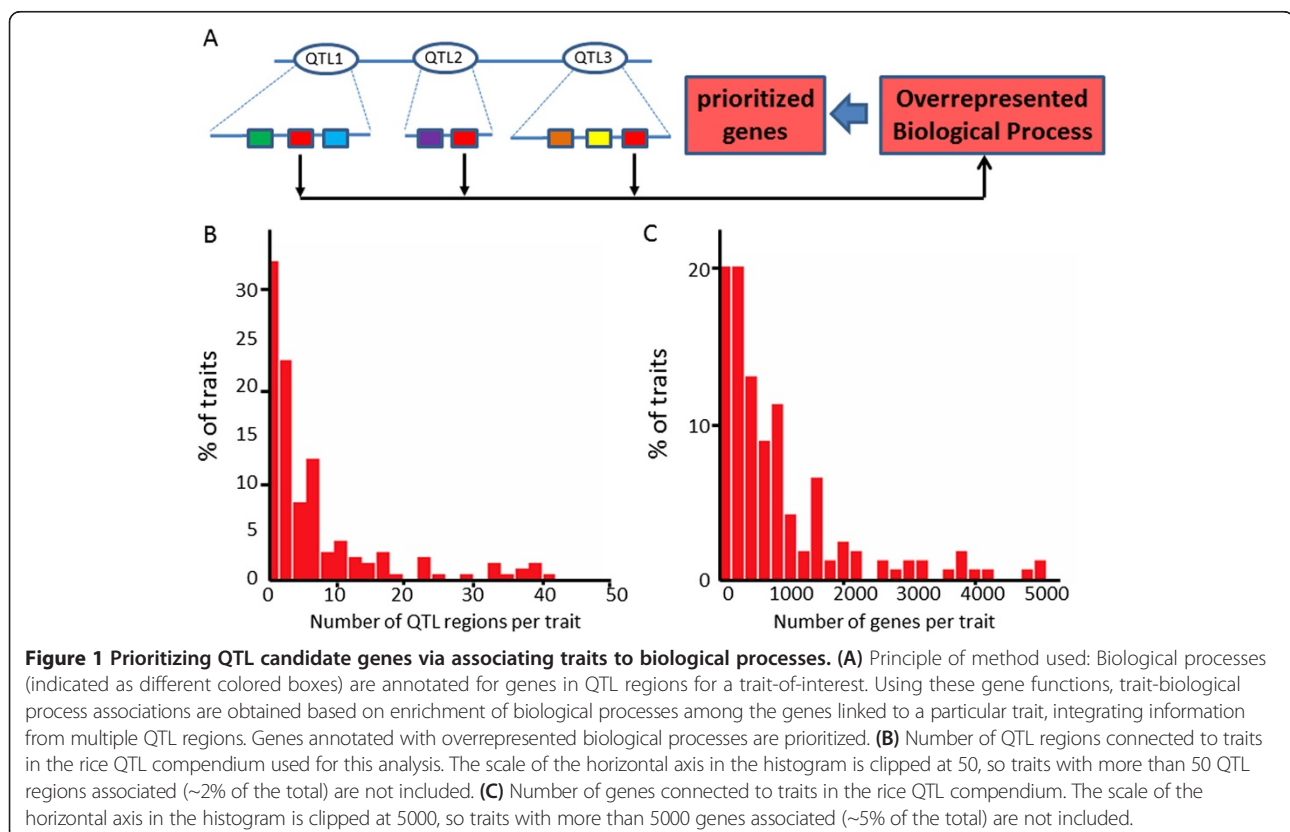 A
QTL1
QTL2
QTL3
prioritized
genes
Overrepresented
Biological Process
B
% of traits
30
25
20
15
10
5
0
10
20
30
40
50
Number of QTL regions per trait
C
% of traits
20
10
0
0
1000
2000
3000
4000
5000
Number of genes per trait
Figure 1 Prioritizing QTL candidate genes via associating traits to biological processes. (A) Principle of method used: Biological processes
(indicated as different colored boxes) are annotated for genes in QTL regions for a trait-of-interest. Using these gene functions, trait-biological
process associations are obtained based on enrichment of biological processes among the genes linked to a particular trait, integrating information
from multiple QTL regions. Genes annotated with overrepresented biological processes are prioritized. (B) Number of QTL regions connected to traits
in the rice QTL compendium used for this analysis. The scale of the horizontal axis in the histogram is clipped at 50, so traits with more than 50 QTL
regions associated (~2% of the total) are not included. (C) Number of genes connected to traits in the rice QTL compendium. The scale of the
horizontal axis in the histogram is clipped at 5000, so traits with more than 5000 genes associated (~5% of the total) are not included.